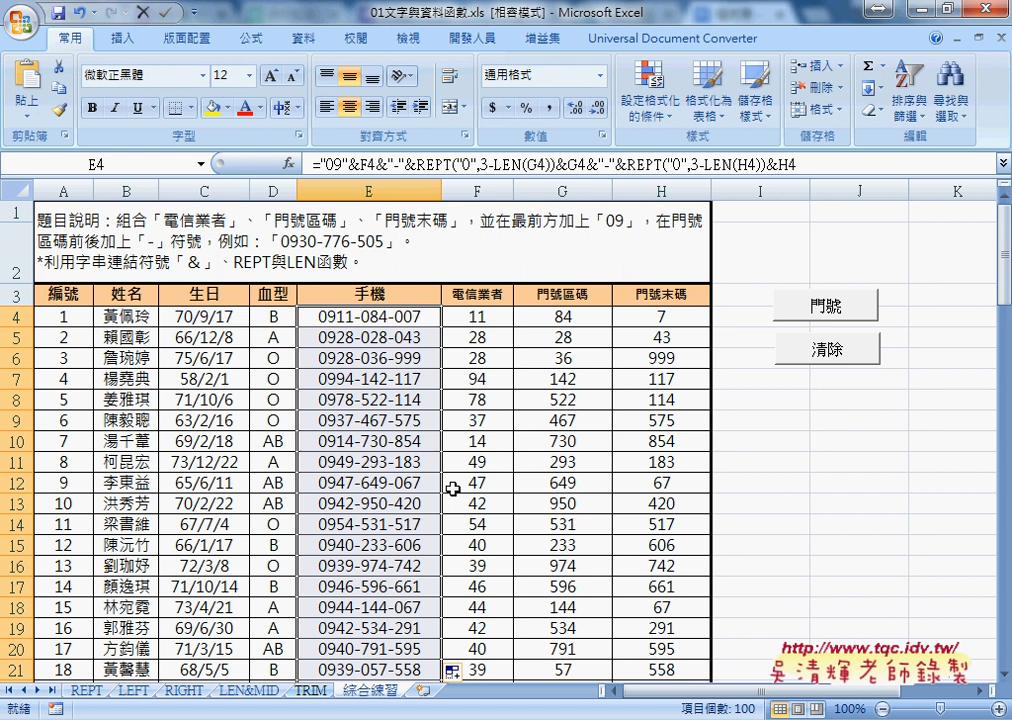 01文字與資料函數.xls [相容模式] - Microsoft Excel
常用 插入 版面配置 公式 資料 校閱 檢視 開發人員 增益集 Universal Document Converter
貼上 微軟正黑體 12 B I U A 通用格式 $ % , 設定格式化的條件 格式化為表格 儲存格樣式 插入 刪除 格式 Σ 排序與篩選 尋找與選取
剪貼簿 字型 對齊方式 數值 樣式 儲存格 編輯
E4 fx ="09"&F4&"-"&REPT("0",3-LEN(G4))&G4&"-"&REPT("0",3-LEN(H4))&H4
A B C D E F G H I J K
1 題目說明:組合「電信業者」、「門號區碼」、「門號末碼」,並在最前方加上「09」,在門號
區碼前後加上「-」符號,例如:「0930-776-505」。
2 *利用字串連結符號「&」、REPT與LEN函數。
3 編號 姓名 生日 血型 手機 電信業者 門號區碼 門號末碼
4 1 黃佩玲 70/9/17 B 0911-084-007 11 84 7
5 2 賴國彰 66/12/8 A 0928-028-043 28 28 43
6 3 詹琬婷 75/6/17 O 0928-036-999 28 36 999
7 4 楊堯典 58/2/1 O 0994-142-117 94 142 117
8 5 姜雅琪 71/10/6 O 0978-522-114 78 522 114
9 6 陳毅聰 63/2/16 O 0937-467-575 37 467 575
10 7 湯千葦 69/2/18 AB 0914-730-854 14 730 854
11 8 柯昆宏 73/12/22 A 0949-293-183 49 293 183
12 9 李東益 65/6/11 AB 0947-649-067 47 649 67
13 10 洪秀芳 70/2/22 AB 0942-950-420 42 950 420
14 11 梁書維 67/7/4 O 0954-531-517 54 531 517
15 12 陳沅竹 66/1/17 B 0940-233-606 40 233 606
16 13 劉珈妤 72/3/8 O 0939-974-742 39 974 742
17 14 顏逸琪 71/10/14 B 0946-596-661 46 596 661
18 15 林宛霓 73/4/21 A 0944-144-067 44 144 67
19 16 郭雅芬 69/6/30 A 0942-534-291 42 534 291
20 17 方鈞儀 71/3/15 AB 0940-791-595 40 791 595
21 18 黃馨慧 68/5/5 B 0939-057-558 39 57 558
門號
清除
http://www.tqc.idv.tw/
吳清輝老師錄製
REPT LEFT RIGHT LEN&MID TRIM 綜合練習
就緒 項目個數: 100 100%